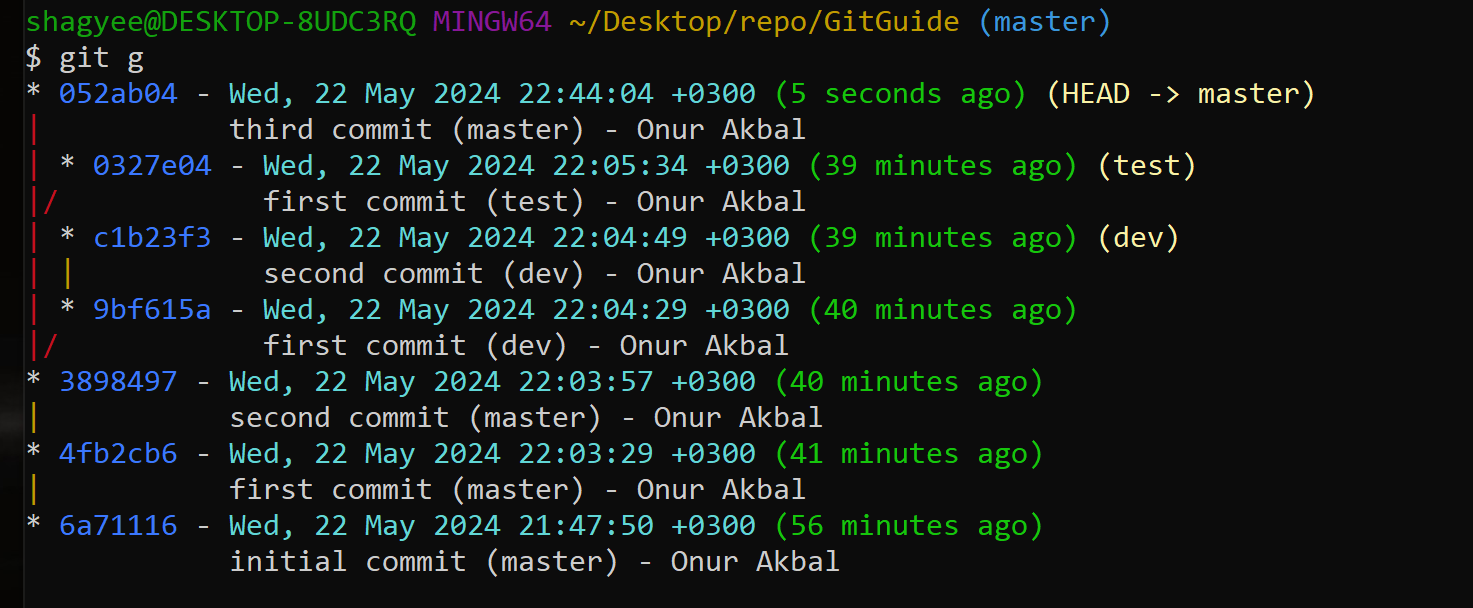 shagyee@DESKTOP-8UDC3RQ MINGW64 ~/Desktop/repo/GitGuide (master)
$ git g
* 052ab04 - Wed, 22 May 2024 22:44:04 +0300 (5 seconds ago) (HEAD -> master)
|           third commit (master) - Onur Akbal
| * 0327e04 - Wed, 22 May 2024 22:05:34 +0300 (39 minutes ago) (test)
|/            first commit (test) - Onur Akbal
| * c1b23f3 - Wed, 22 May 2024 22:04:49 +0300 (39 minutes ago) (dev)
| |           second commit (dev) - Onur Akbal
| * 9bf615a - Wed, 22 May 2024 22:04:29 +0300 (40 minutes ago)
|/            first commit (dev) - Onur Akbal
* 3898497 - Wed, 22 May 2024 22:03:57 +0300 (40 minutes ago)
|           second commit (master) - Onur Akbal
* 4fb2cb6 - Wed, 22 May 2024 22:03:29 +0300 (41 minutes ago)
|           first commit (master) - Onur Akbal
* 6a71116 - Wed, 22 May 2024 21:47:50 +0300 (56 minutes ago)
            initial commit (master) - Onur Akbal